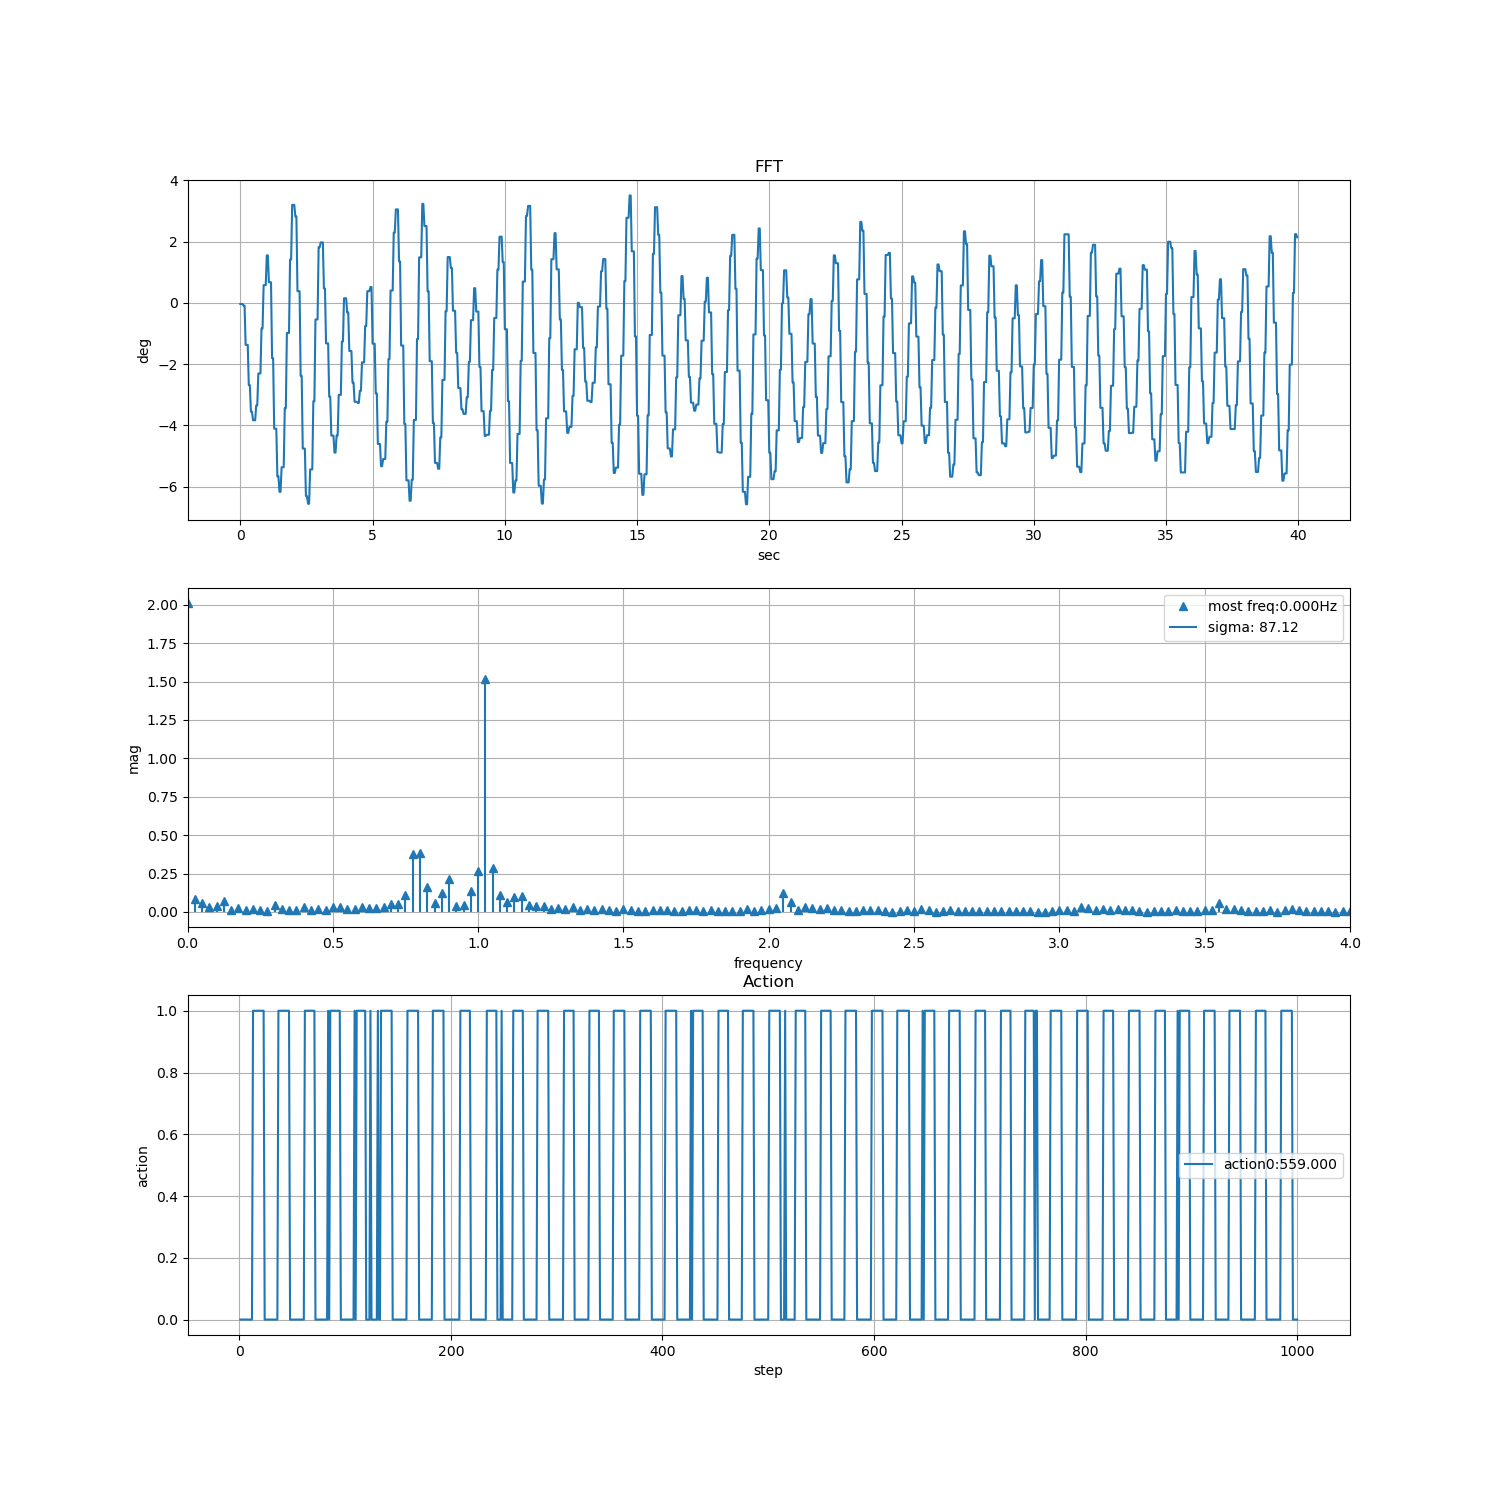 FFT
4
2
0
−2
−4
−6
deg
0 5 10 15 20 25 30 35 40
sec
2.00
1.75
1.50
1.25
1.00
0.75
0.50
0.25
0.00
mag
most freq:0.000Hz
sigma: 87.12
0.0 0.5 1.0 1.5 2.0 2.5 3.0 3.5 4.0
frequency
Action
1.0
0.8
0.6
0.4
0.2
0.0
action
action0:559.000
0 200 400 600 800 1000
step